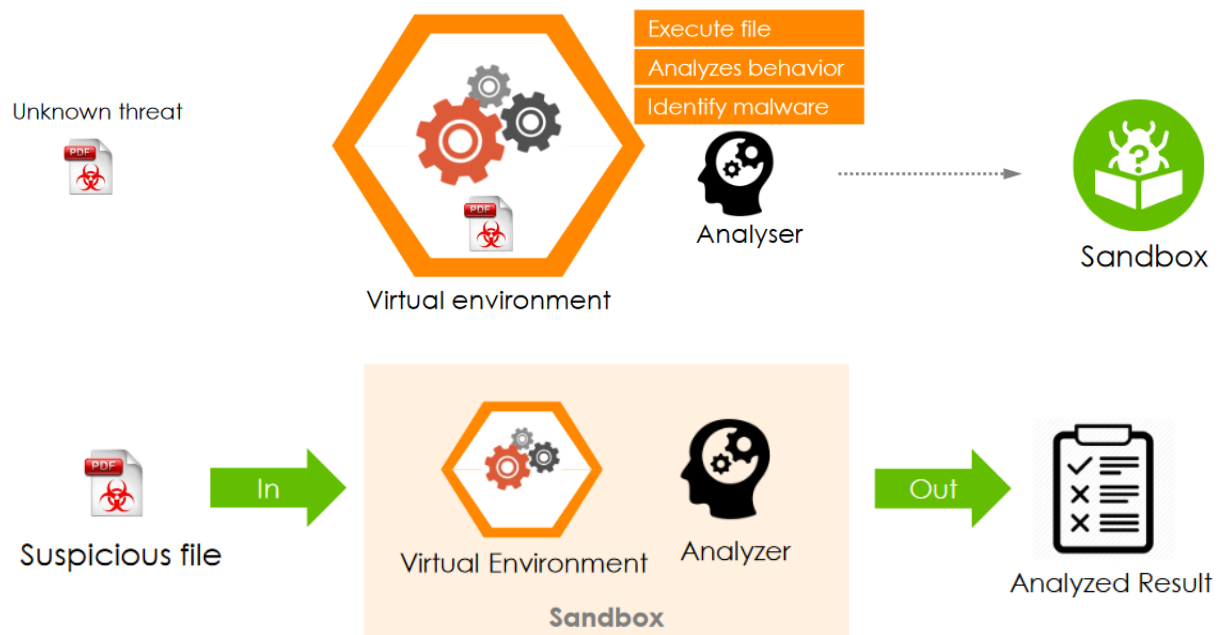 Execute file
Analyzes behavior
Identify malware
Unknown threat
PDF
PDF
Analyser
Sandbox
Virtual environment
PDF
In
Out
Suspicious file
Virtual Environment
Analyzer
Analyzed Result
Sandbox